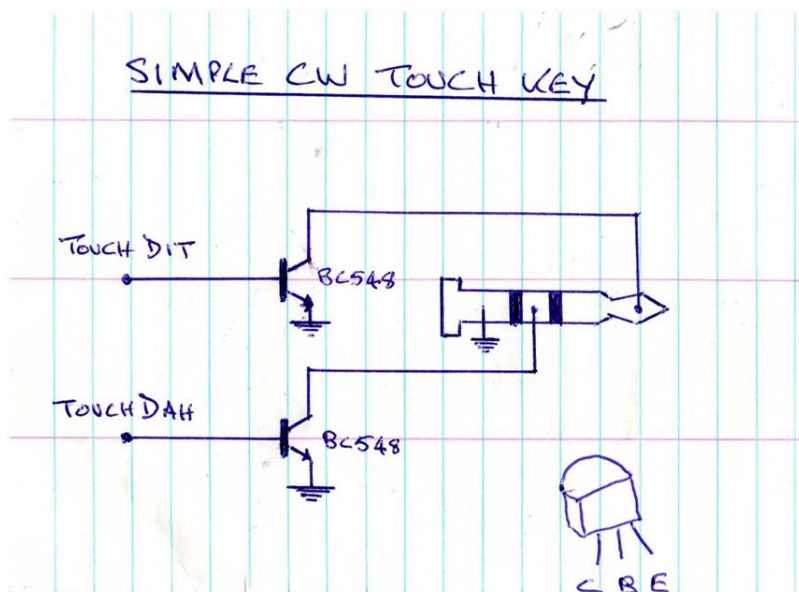 SIMPLE CW TOUCH KEY
TOUCH DIT
BC548
TOUCH DAH
BC548
C B E